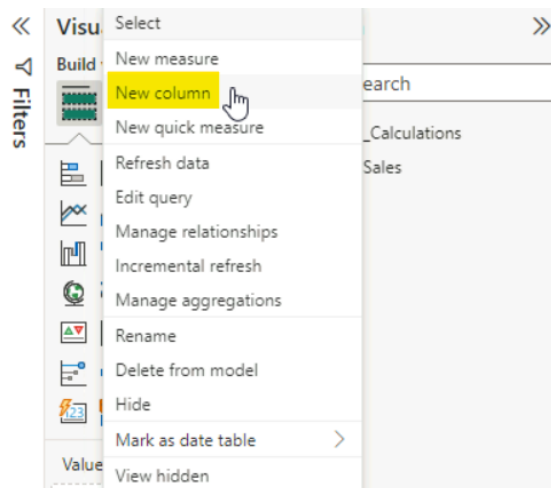 Visu
Select
Build
New measure
New column
earch
New quick measure
_Calculations
Filters
Refresh data
Sales
Edit query
Manage relationships
Incremental refresh
Manage aggregations
Rename
Delete from model
123
Hide
Mark as date table
Value
View hidden